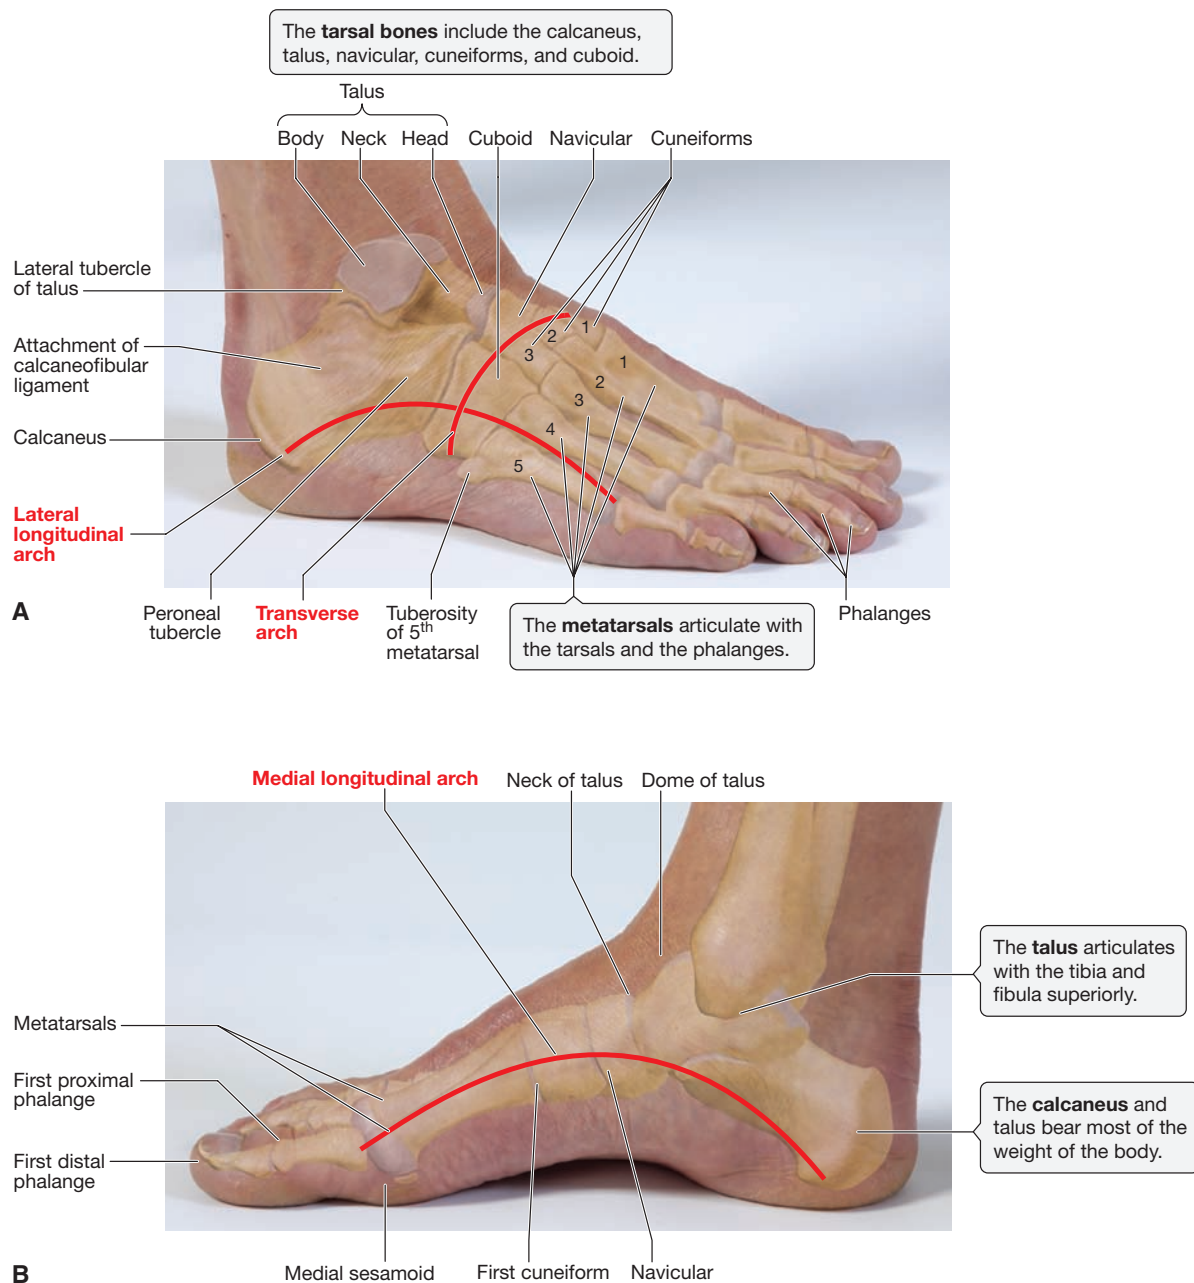 The tarsal bones include the calcaneus,
talus, navicular, cuneiforms, and cuboid.
Talus
Body
Neck
Head
Cuboid
Navicular
Cuneiforms
Lateral tubercle
of talus
Attachment of
calcaneofibular
ligament
Calcaneus
Lateral
longitudinal
arch
1
2
3
1
2
3
4
5
A
Peroneal
tubercle
Transverse
arch
Tuberosity
of 5th
metatarsal
The metatarsals articulate with
the tarsals and the phalanges.
Phalanges
Medial longitudinal arch
Neck of talus
Dome of talus
The talus articulates
with the tibia and
fibula superiorly.
Metatarsals
First proximal
phalange
First distal
phalange
The calcaneus and
talus bear most of the
weight of the body.
Medial sesamoid
First cuneiform
Navicular
B